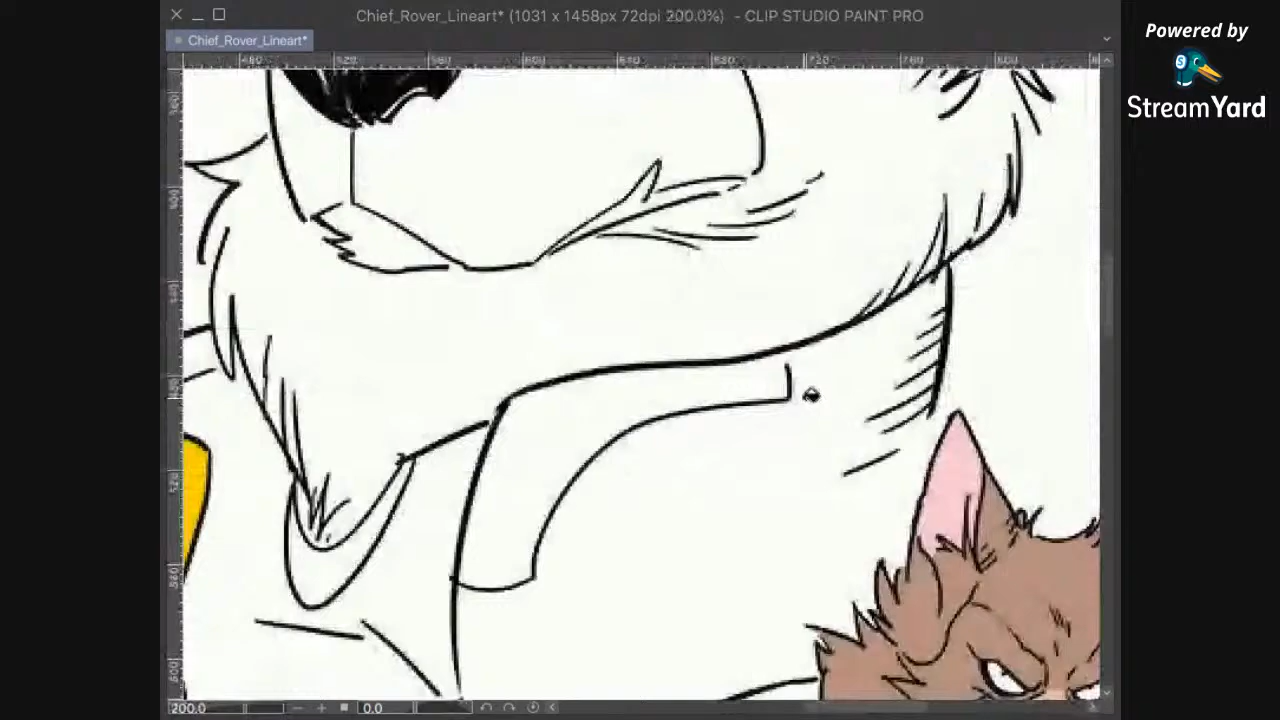 Chief_Rover_Lineart* (1031 x 1458px 72dpi 200.0%) - CLIP STUDIO PAINT PRO
Chief_Rover_Lineart*
Powered by
StreamYard
200.0
0.0